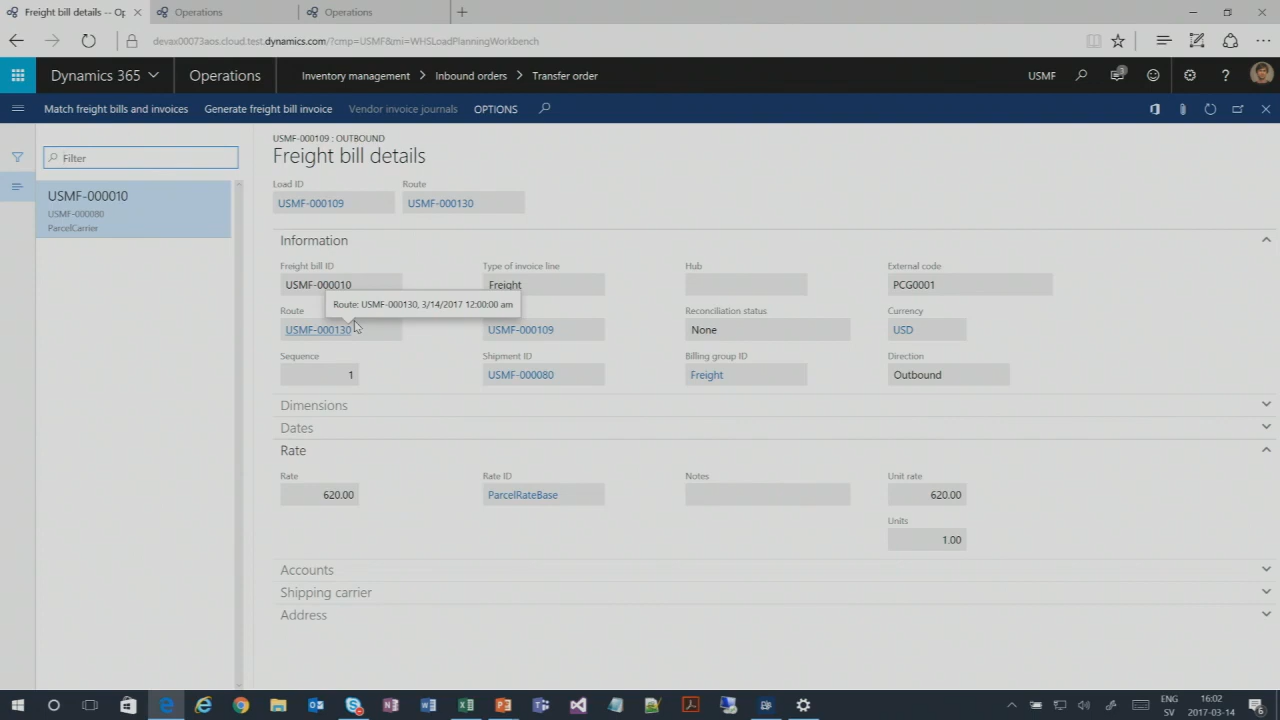 Freight bill details -- Op
Operations
Operations
devax00073aos.cloud.test.dynamics.com/?cmp=USMF&mi=WHSLoadPlanningWorkbench
Dynamics 365
Operations
Inventory management > Inbound orders > Transfer order
USMF
3
?
Match freight bills and invoices
Generate freight bill invoice
Vendor invoice journals
OPTIONS
Filter
USMF-000010
USMF-000080
ParcelCarrier
USMF-000109 : OUTBOUND
Freight bill details
Load ID
Route
USMF-000109
USMF-000130
Information
Freight bill ID
Type of invoice line
Hub
External code
USMF-000010
Freight
PCG0001
Route: USMF-000130, 3/14/2017 12:00:00 am
Route
Reconciliation status
Currency
USMF-000130
USMF-000109
None
USD
Sequence
Shipment ID
Billing group ID
Direction
1
USMF-000080
Freight
Outbound
Dimensions
Dates
Rate
Rate
Rate ID
Notes
Unit rate
620.00
ParcelRateBase
620.00
Units
1.00
Accounts
Shipping carrier
Address
ENG
SV
16:02
2017-03-14
6